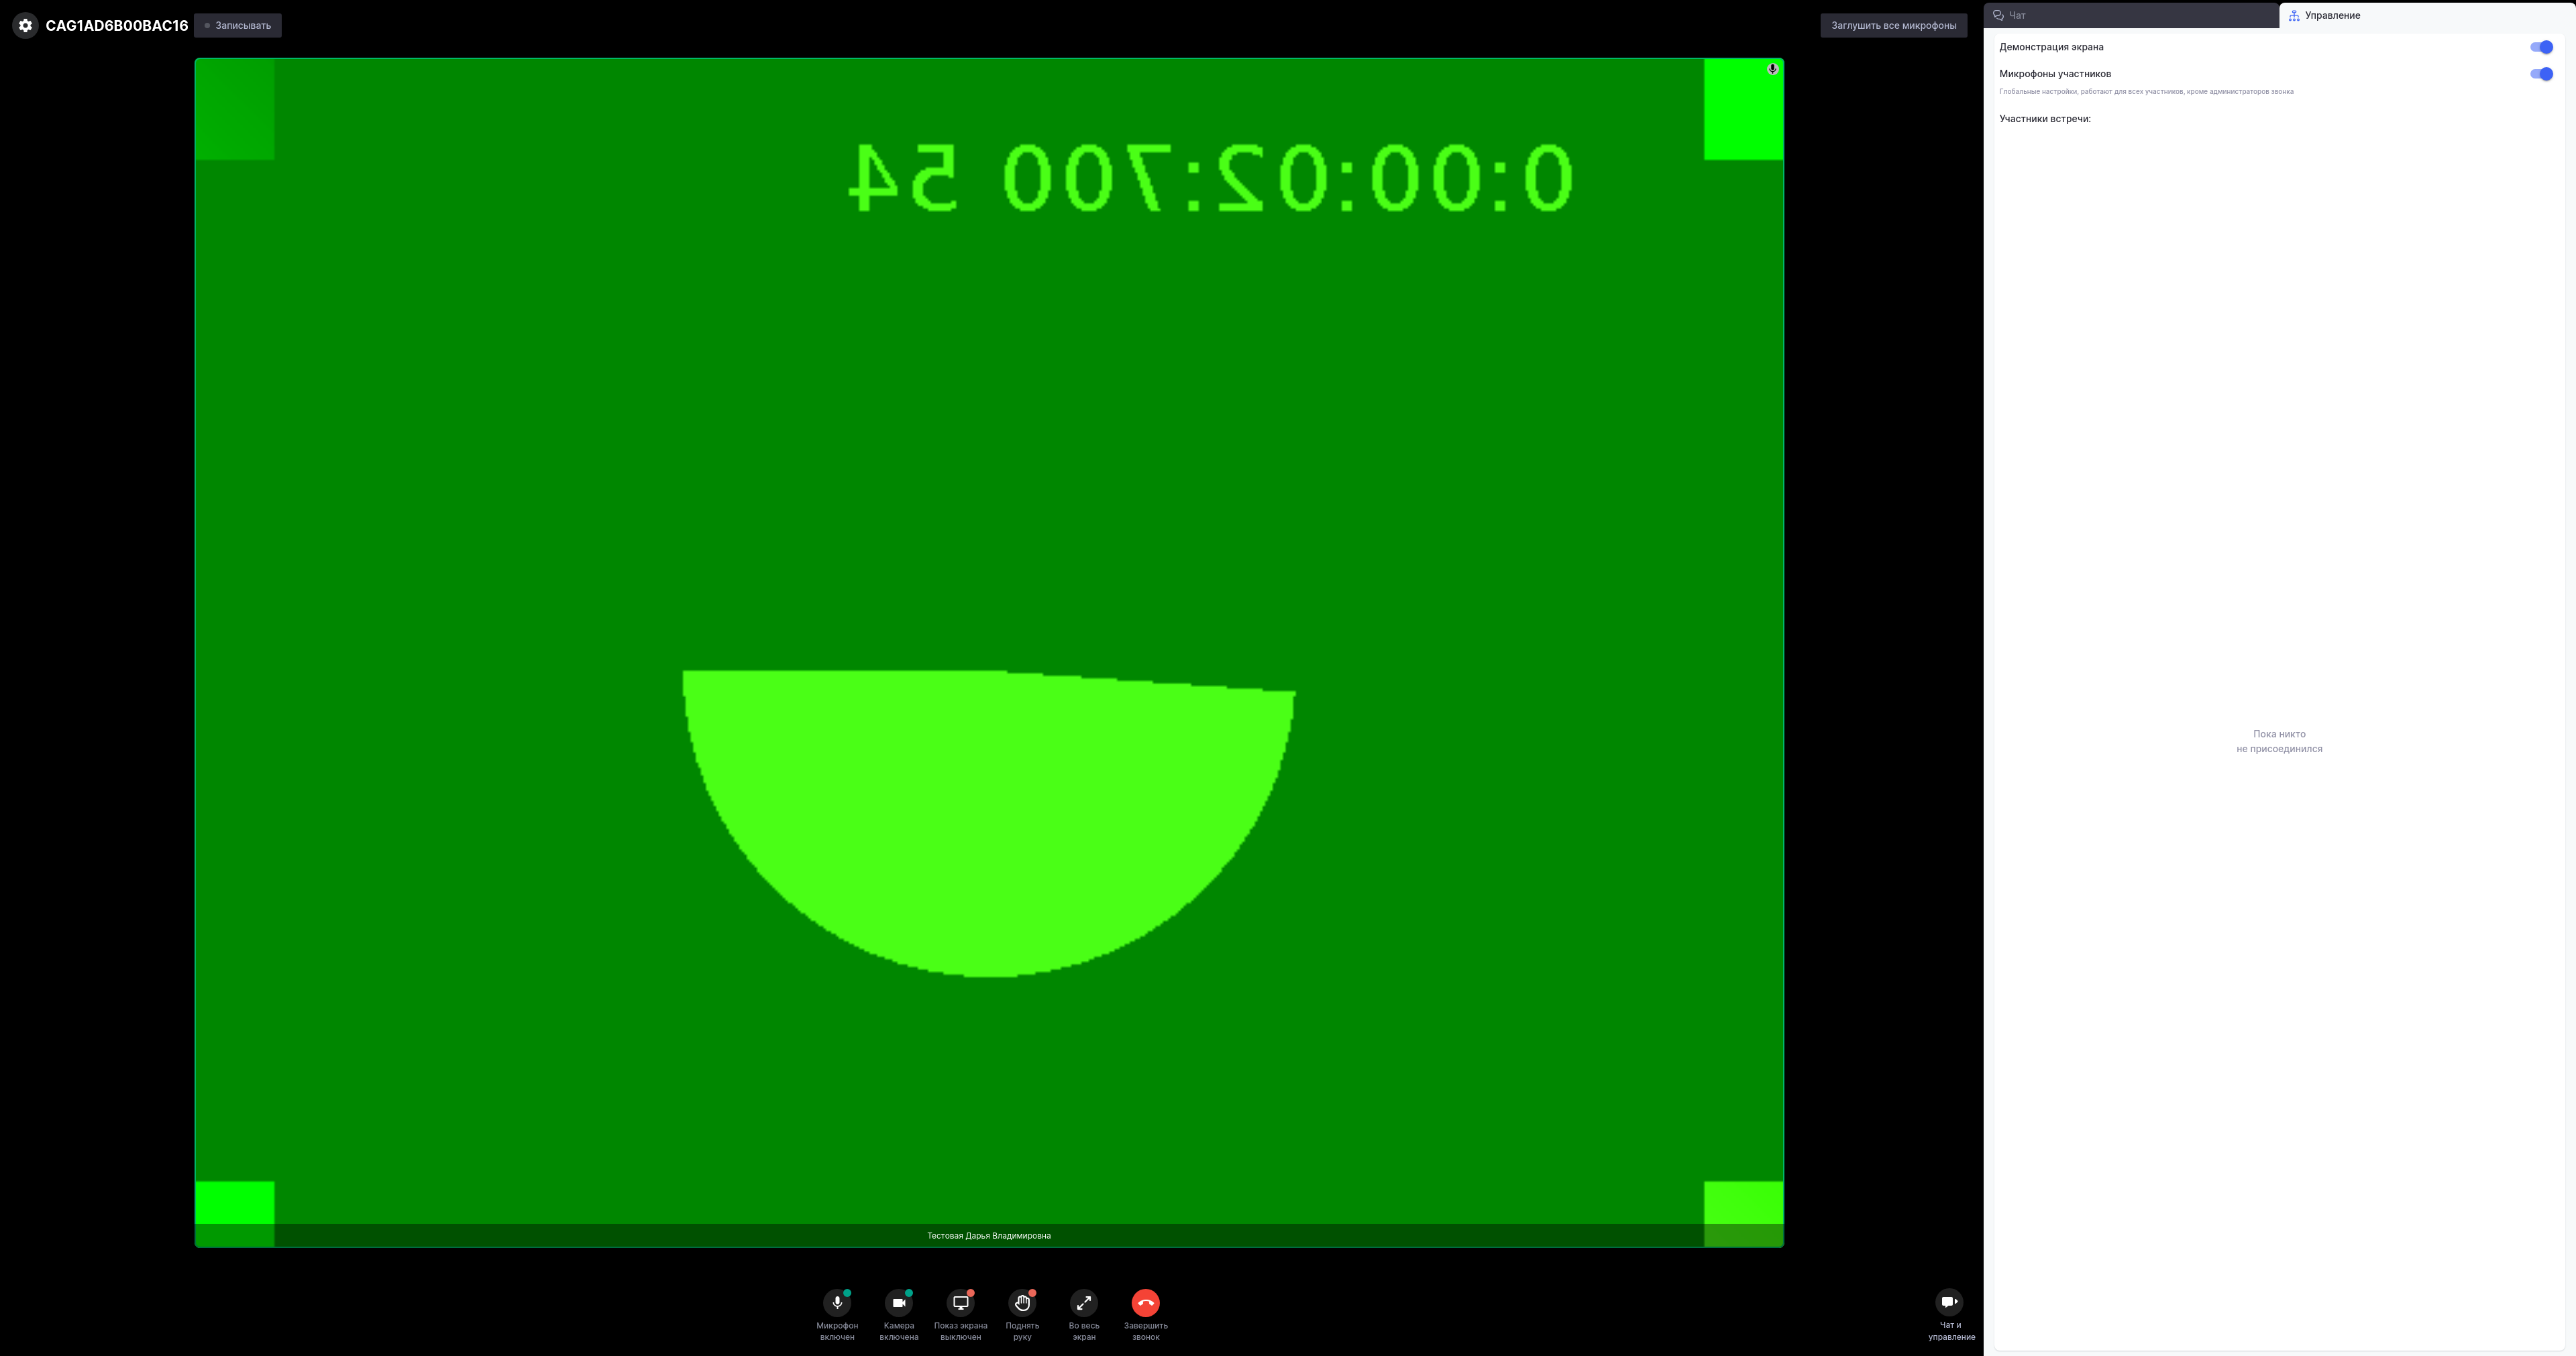 CAG1AD6B00BAC16
Записывать
Заглушить все микрофоны
Чат
Управление
Демонстрация экрана
Микрофоны участников
Глобальные настройки, работают для всех участников, кроме администраторов звонка
Участники встречи:
0:00:02:700 54
Пока никто
не присоединился
Тестовая Дарья Владимировна
Микрофон
включен
Камера
включена
Показ экрана
выключен
Поднять
руку
Во весь
экран
Завершить
звонок
Чат и
управление